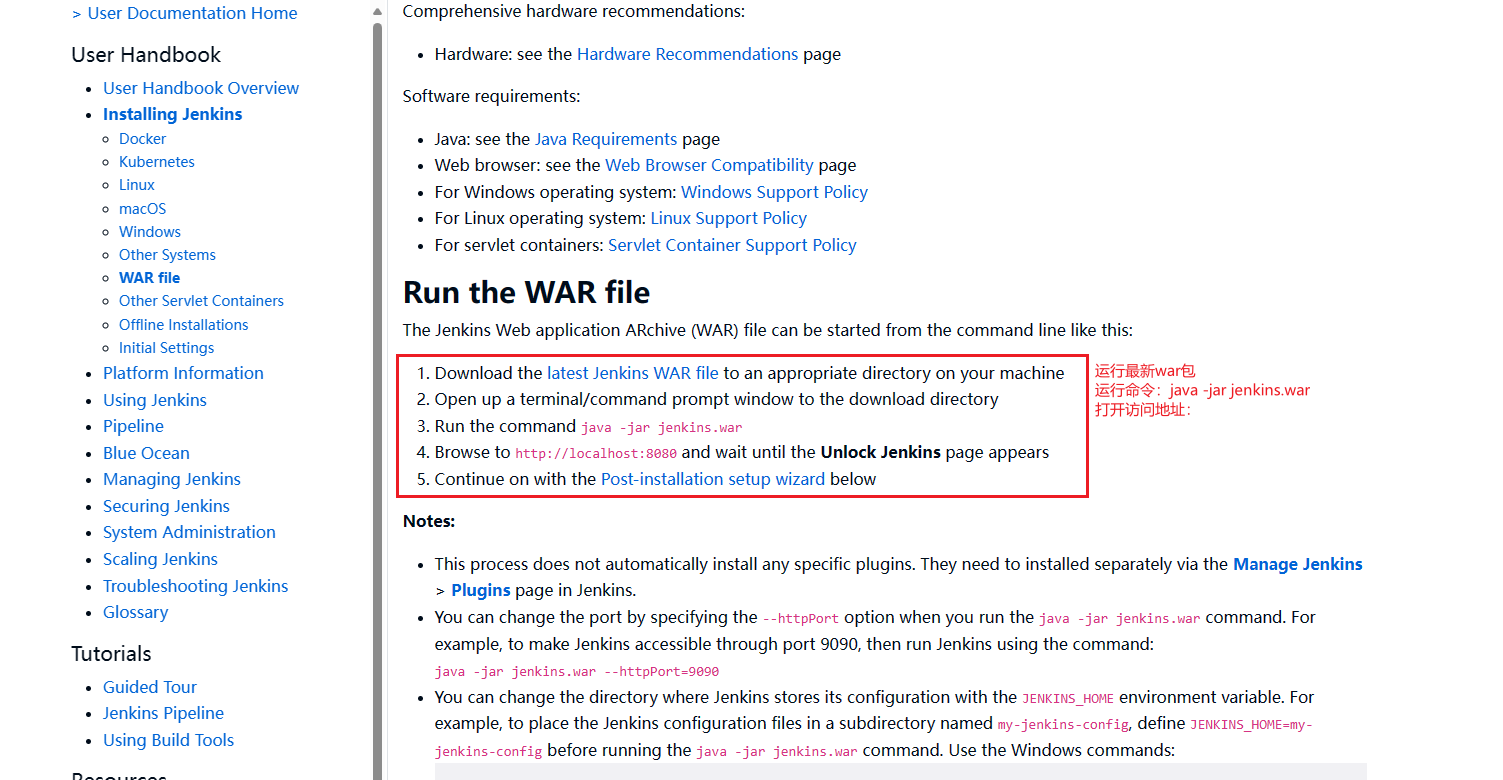 > User Documentation Home
User Handbook
User Handbook Overview
Installing Jenkins
Docker
Kubernetes
Linux
macOS
Windows
Other Systems
WAR file
Other Servlet Containers
Offline Installations
Initial Settings
Platform Information
Using Jenkins
Pipeline
Blue Ocean
Managing Jenkins
Securing Jenkins
System Administration
Scaling Jenkins
Troubleshooting Jenkins
Glossary
Tutorials
Guided Tour
Jenkins Pipeline
Using Build Tools
Resources
Comprehensive hardware recommendations:
Hardware: see the Hardware Recommendations page
Software requirements:
Java: see the Java Requirements page
Web browser: see the Web Browser Compatibility page
For Windows operating system: Windows Support Policy
For Linux operating system: Linux Support Policy
For servlet containers: Servlet Container Support Policy
Run the WAR file
The Jenkins Web application ARchive (WAR) file can be started from the command line like this:
1. Download the latest Jenkins WAR file to an appropriate directory on your machine
2. Open up a terminal/command prompt window to the download directory
3. Run the command java -jar jenkins.war
4. Browse to http://localhost:8080 and wait until the Unlock Jenkins page appears
5. Continue on with the Post-installation setup wizard below
运行最新war包
运行命令：java -jar jenkins.war
打开访问地址：
Notes:
This process does not automatically install any specific plugins. They need to installed separately via the Manage Jenkins
> Plugins page in Jenkins.
You can change the port by specifying the --httpPort option when you run the java -jar jenkins.war command. For
example, to make Jenkins accessible through port 9090, then run Jenkins using the command:
java -jar jenkins.war --httpPort=9090
You can change the directory where Jenkins stores its configuration with the JENKINS_HOME environment variable. For
example, to place the Jenkins configuration files in a subdirectory named my-jenkins-config, define JENKINS_HOME=my-
jenkins-config before running the java -jar jenkins.war command. Use the Windows commands: